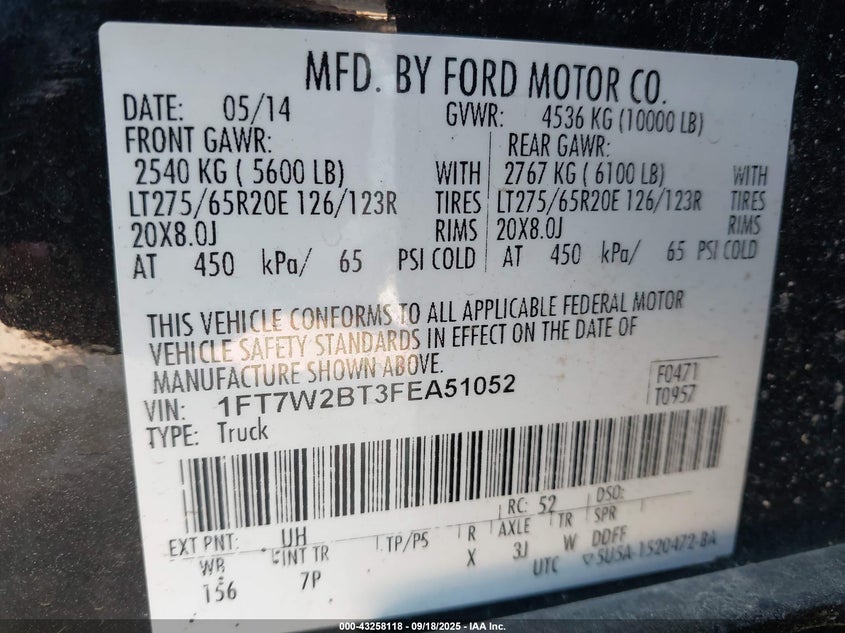 MFD. BY FORD MOTOR CO.
DATE: 05/14 GVWR: 4536 KG (10000 LB)
FRONT GAWR: REAR GAWR:
2540 KG ( 5600 LB) WITH 2767 KG ( 6100 LB) WITH
LT275/65R20E 126/123R TIRES LT275/65R20E 126/123R TIRES
20X8.0J RIMS 20X8.0J RIMS
AT 450 kPa/ 65 PSI COLD AT 450 kPa/ 65 PSI COLD
THIS VEHICLE CONFORMS TO ALL APPLICABLE FEDERAL MOTOR
VEHICLE SAFETY STANDARDS IN EFFECT ON THE DATE OF
MANUFACTURE SHOWN ABOVE.
VIN: 1FT7W2BT3FEA51052 F0471
TYPE: Truck T0957
EXT PNT: UH RC: 52 DSO:
WB INT TR TP/PS R AXLE TR SPR
156 7P X 3J W DDFF
UTC 5U5A-1520472-BA
000-43258118 - 09/18/2025 - IAA Inc.